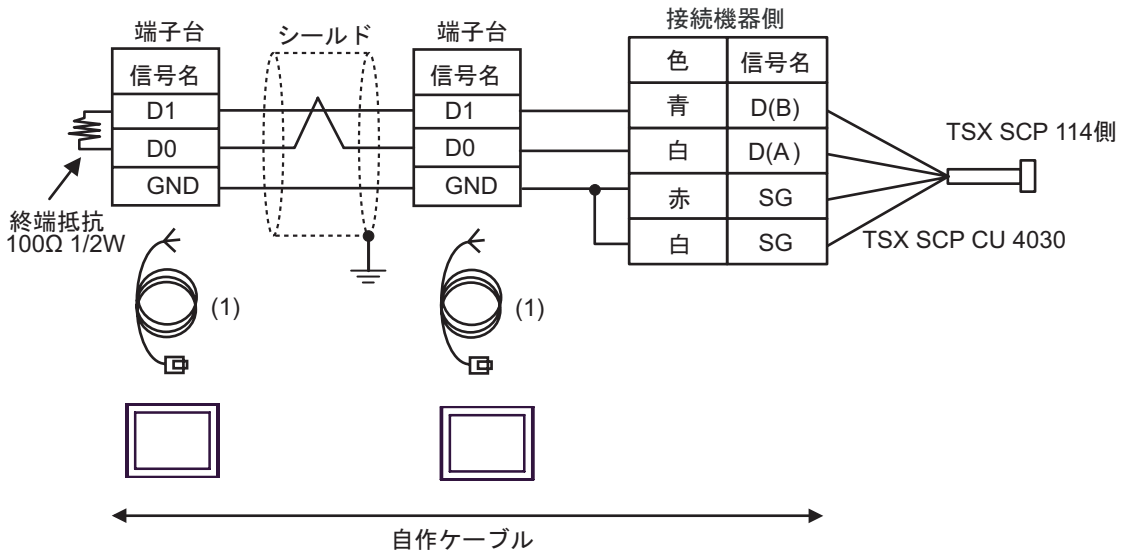 端子台
シールド
端子台
接続機器側
信号名
信号名
色
信号名
D1
D1
青
D(B)
D0
D0
白
D(A)
GND
GND
赤
SG
白
SG
TSX SCP 114側
TSX SCP CU 4030
終端抵抗
100Ω 1/2W
(1)
(1)
自作ケーブル